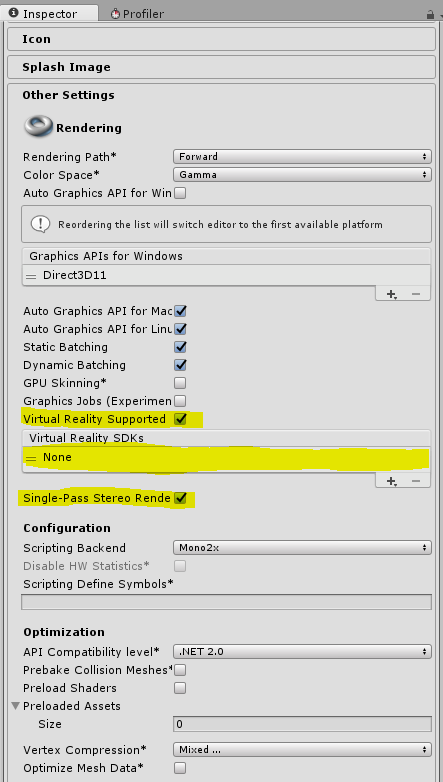 Inspector Profiler
Icon
Splash Image
Other Settings
Rendering
Rendering Path* Forward
Color Space* Gamma
Auto Graphics API for Win
Reordering the list will switch editor to the first available platform
Graphics APIs for Windows
Direct3D11
+ −
Auto Graphics API for Mac
Auto Graphics API for Linu
Static Batching
Dynamic Batching
GPU Skinning*
Graphics Jobs (Experimen
Virtual Reality Supported
Virtual Reality SDKs
None
+ −
Single-Pass Stereo Rende
Configuration
Scripting Backend Mono2x
Disable HW Statistics*
Scripting Define Symbols*
Optimization
API Compatibility level* .NET 2.0
Prebake Collision Meshes*
Preload Shaders
Preloaded Assets
Size 0
Vertex Compression* Mixed ...
Optimize Mesh Data*